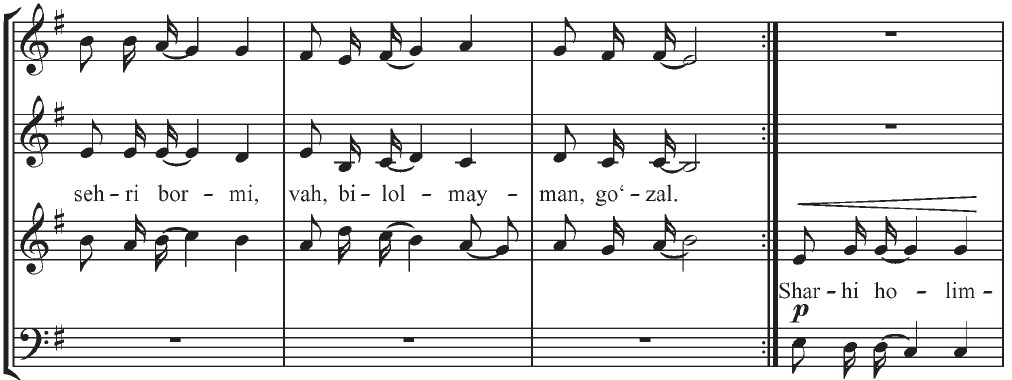 seh – ri bor – mi, vah, bi – lol – may – man, go‘ – zal.
Shar – hi ho – lim –
p